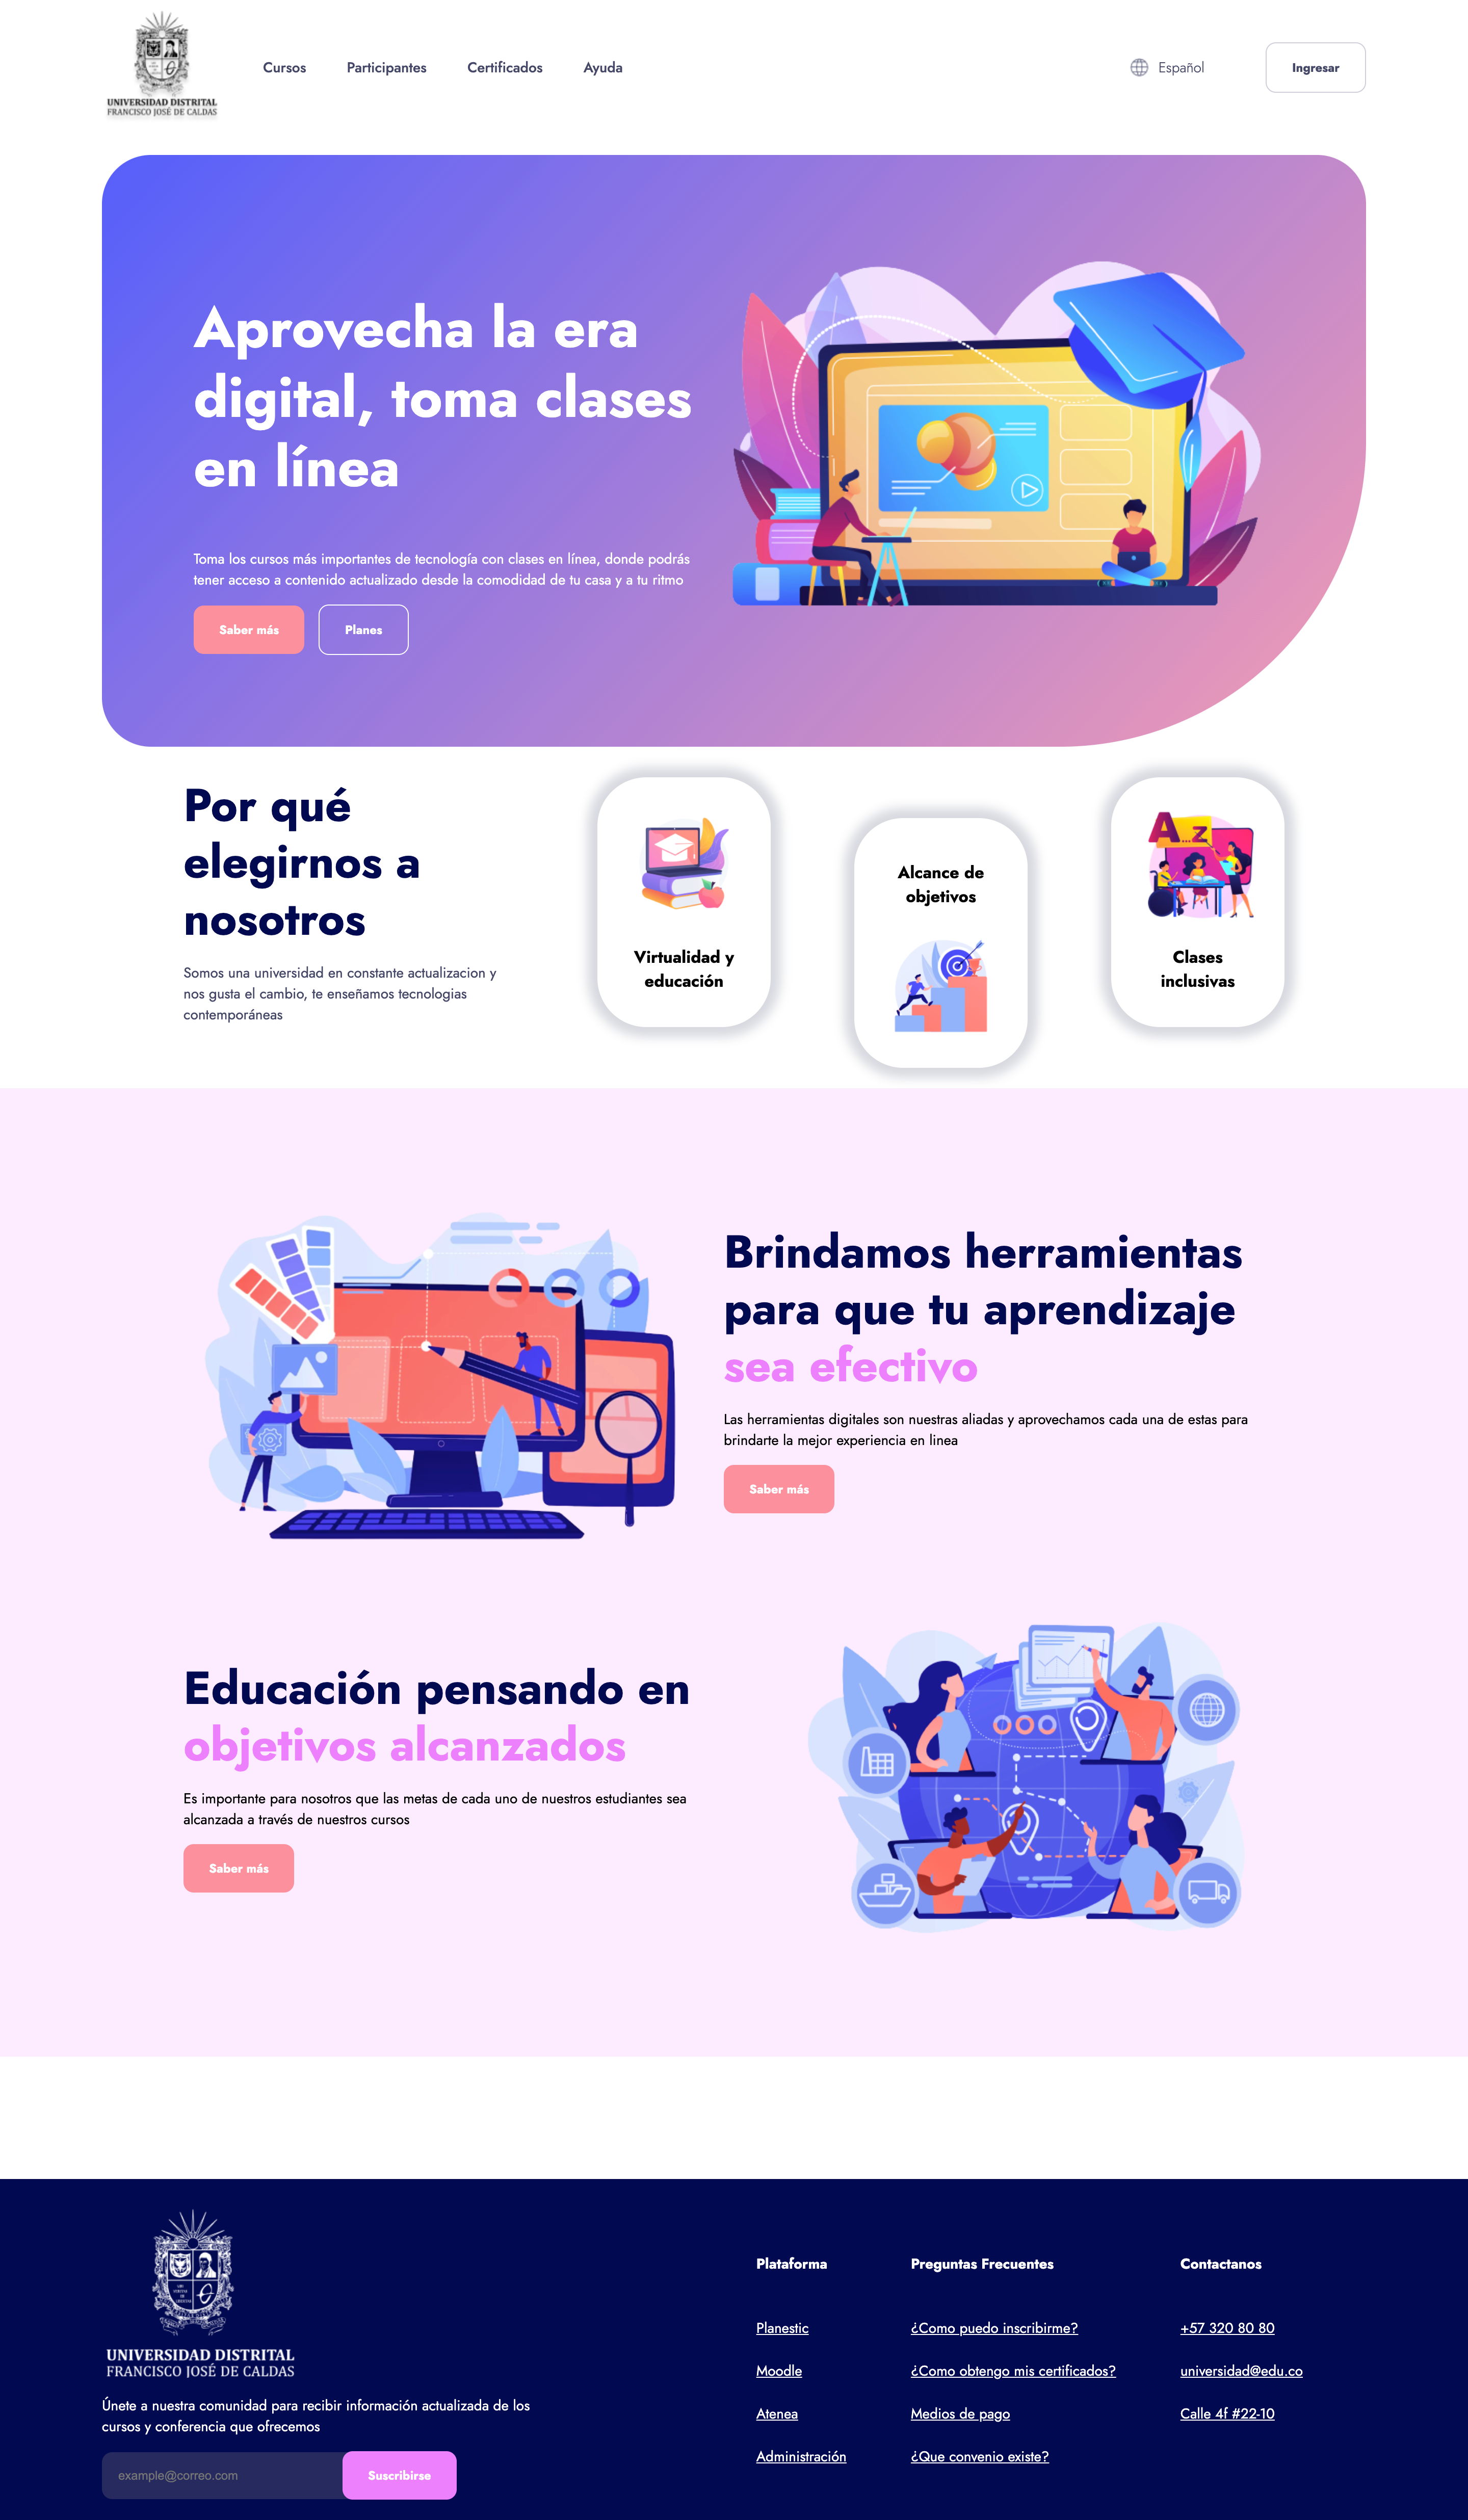 UNIVERSIDAD DISTRITAL
FRANCISCO JOSÉ DE CALDAS
Cursos
Participantes
Certificados
Ayuda
Español
Ingresar
Aprovecha la era
digital, toma clases
en línea
Toma los cursos más importantes de tecnología con clases en línea, donde podrás
tener acceso a contenido actualizado desde la comodidad de tu casa y a tu ritmo
Saber más
Planes
Por qué
elegirnos a
nosotros
Somos una universidad en constante actualizacion y
nos gusta el cambio, te enseñamos tecnologias
contemporáneas
Virtualidad y
educación
Alcance de
objetivos
A...z
Clases
inclusivas
Brindamos herramientas
para que tu aprendizaje
sea efectivo
Las herramientas digitales son nuestras aliadas y aprovechamos cada una de estas para
brindarte la mejor experiencia en linea
Saber más
Educación pensando en
objetivos alcanzados
Es importante para nosotros que las metas de cada uno de nuestros estudiantes sea
alcanzada a través de nuestros cursos
Saber más
UNIVERSIDAD DISTRITAL
FRANCISCO JOSÉ DE CALDAS
Únete a nuestra comunidad para recibir información actualizada de los
cursos y conferencia que ofrecemos
example@correo.com
Suscribirse
Plataforma
Planestic
Moodle
Atenea
Administración
Preguntas Frecuentes
¿Como puedo inscribirme?
¿Como obtengo mis certificados?
Medios de pago
¿Que convenio existe?
Contactanos
+57 320 80 80
universidad@edu.co
Calle 4f #22-10